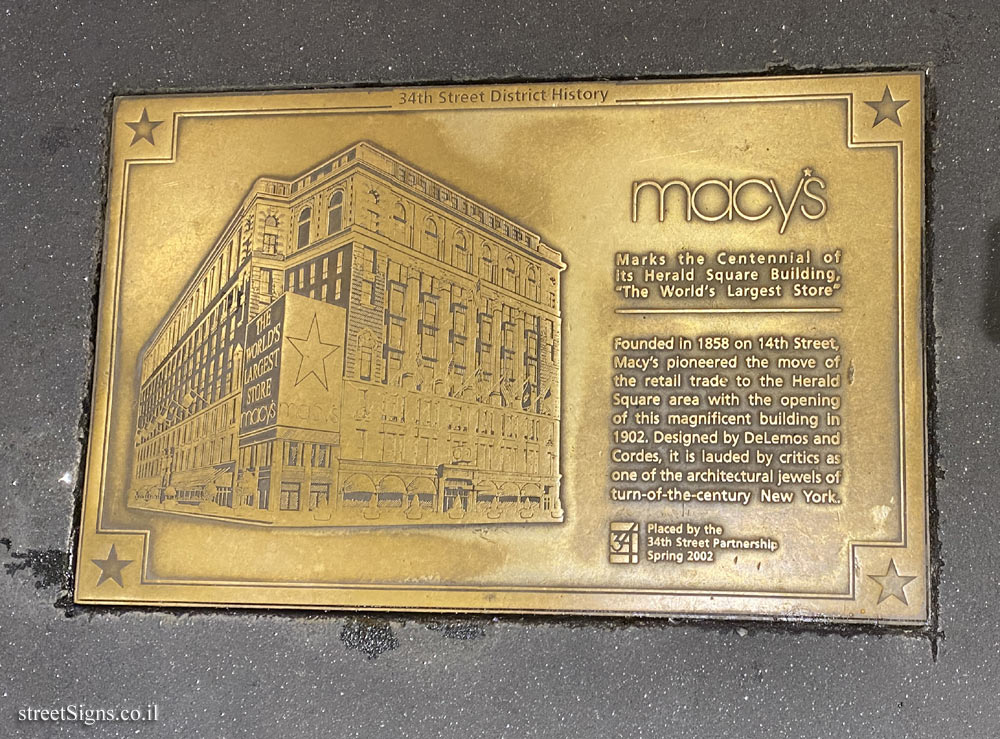 34th Street District History
macy's
Marks the Centennial of
its Herald Square Building,
"The World's Largest Store"
Founded in 1858 on 14th Street,
Macy's pioneered the move of
the retail trade to the Herald
Square area with the opening
of this magnificent building in
1902. Designed by DeLemos and
Cordes, it is lauded by critics as
one of the architectural jewels of
turn-of-the-century New York.
34
Placed by the
34th Street Partnership
Spring 2002
THE
WORLD'S
LARGEST
STORE
macy's
streetSigns.co.il